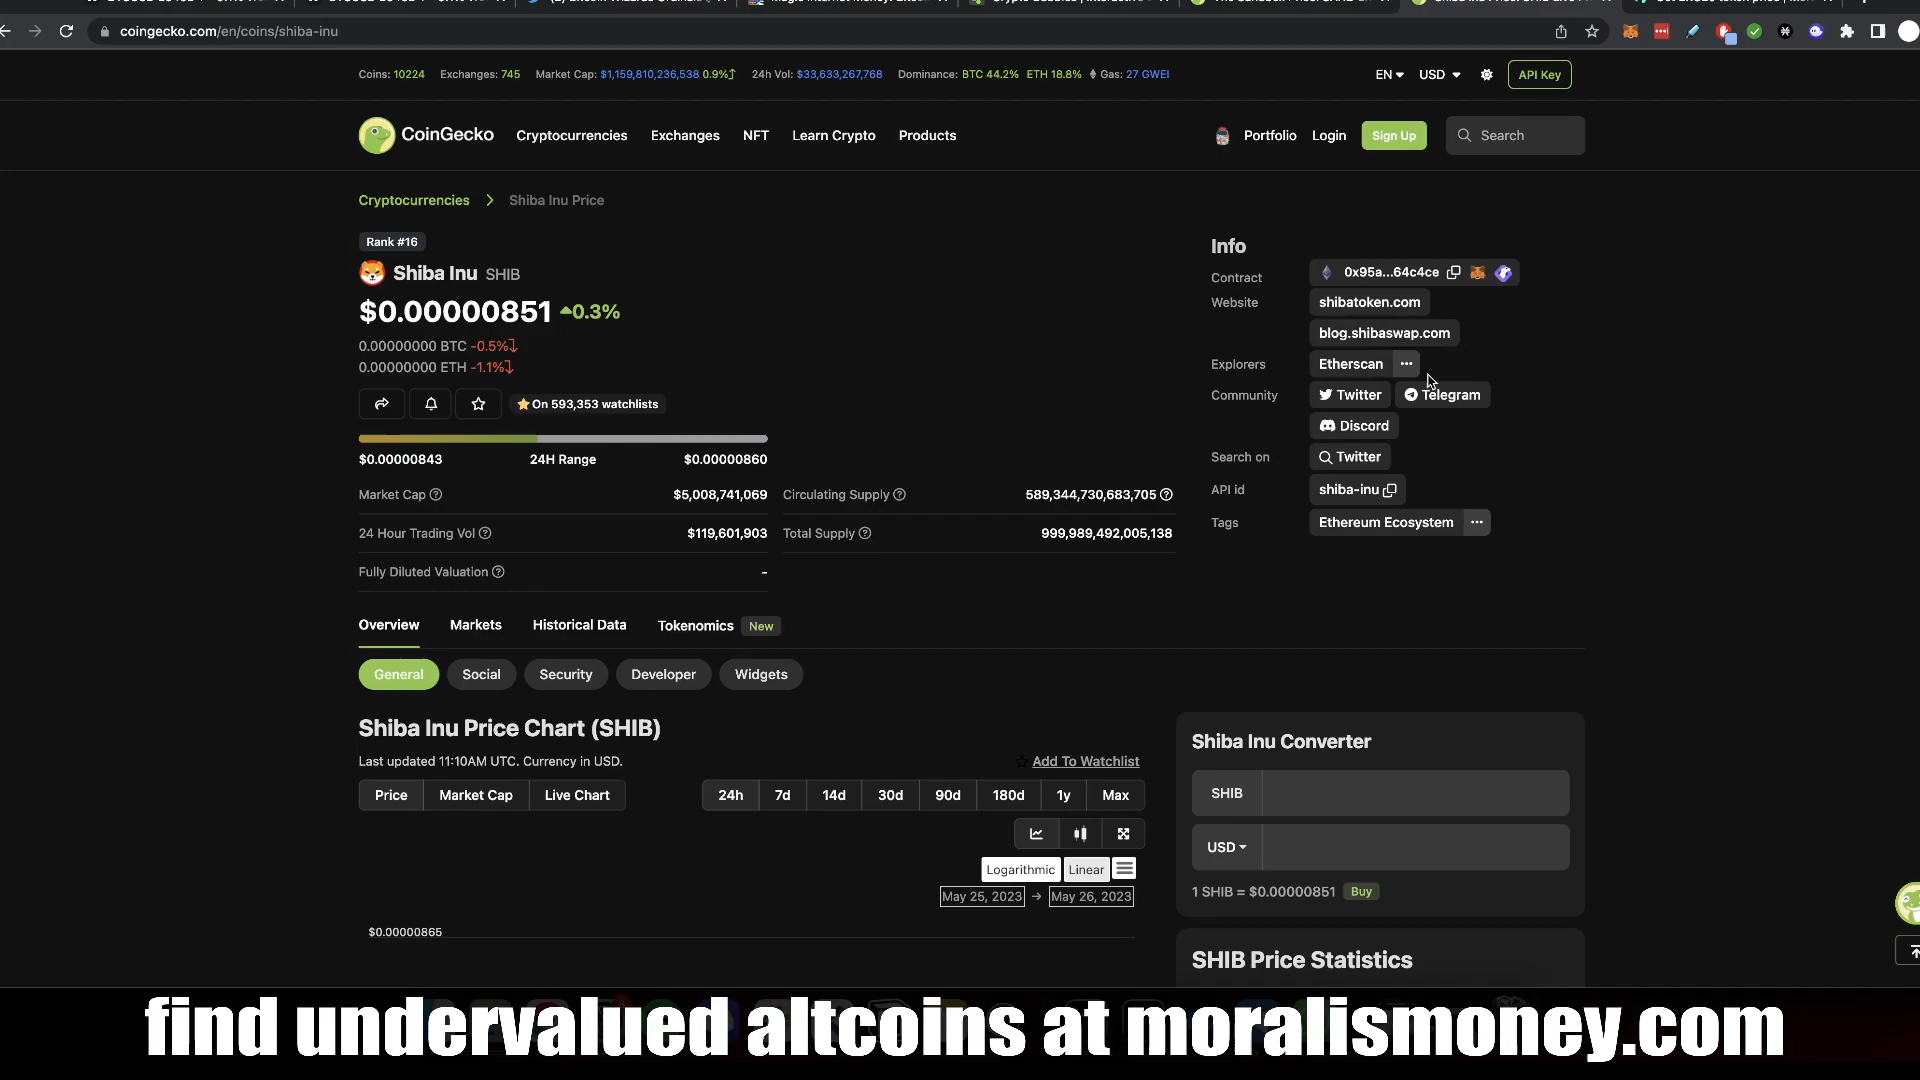 coingecko.com/en/coins/shiba-inu
Coins: 10224 Exchanges: 745 Market Cap: $1,159,810,236,538 0.9% 24h Vol: $33,633,267,768 Dominance: BTC 44.2% ETH 18.8% Gas: 27 GWEI
EN USD API Key
CoinGecko Cryptocurrencies Exchanges NFT Learn Crypto Products
Portfolio Login Sign Up Search
Cryptocurrencies > Shiba Inu Price
Rank #16
Shiba Inu SHIB
$0.00000851 0.3%
0.00000000 BTC -0.5%
0.00000000 ETH -1.1%
On 593,353 watchlists
$0.00000843 24H Range $0.00000860
Market Cap $5,008,741,069
Circulating Supply 589,344,730,683,705
24 Hour Trading Vol $119,601,903
Total Supply 999,989,492,005,138
Fully Diluted Valuation -
Info
Contract 0x95a...64c4ce
Website shibatoken.com
blog.shibaswap.com
Explorers Etherscan ...
Community Twitter Telegram
Discord
Search on Twitter
API id shiba-inu
Tags Ethereum Ecosystem ...
Overview Markets Historical Data Tokenomics New
General Social Security Developer Widgets
Shiba Inu Price Chart (SHIB)
Last updated 11:10AM UTC. Currency in USD.
Add To Watchlist
Price Market Cap Live Chart
24h 7d 14d 30d 90d 180d 1y Max
Logarithmic Linear
May 25, 2023 → May 26, 2023
$0.00000865
Shiba Inu Converter
SHIB
USD
1 SHIB = $0.00000851 Buy
SHIB Price Statistics
find undervalued altcoins at moralismoney.com